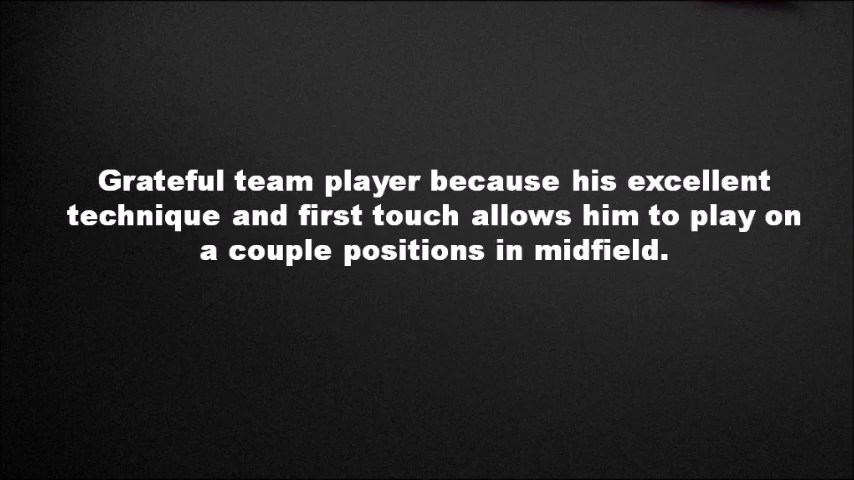 Grateful team player because his excellent
technique and first touch allows him to play on
a couple positions in midfield.